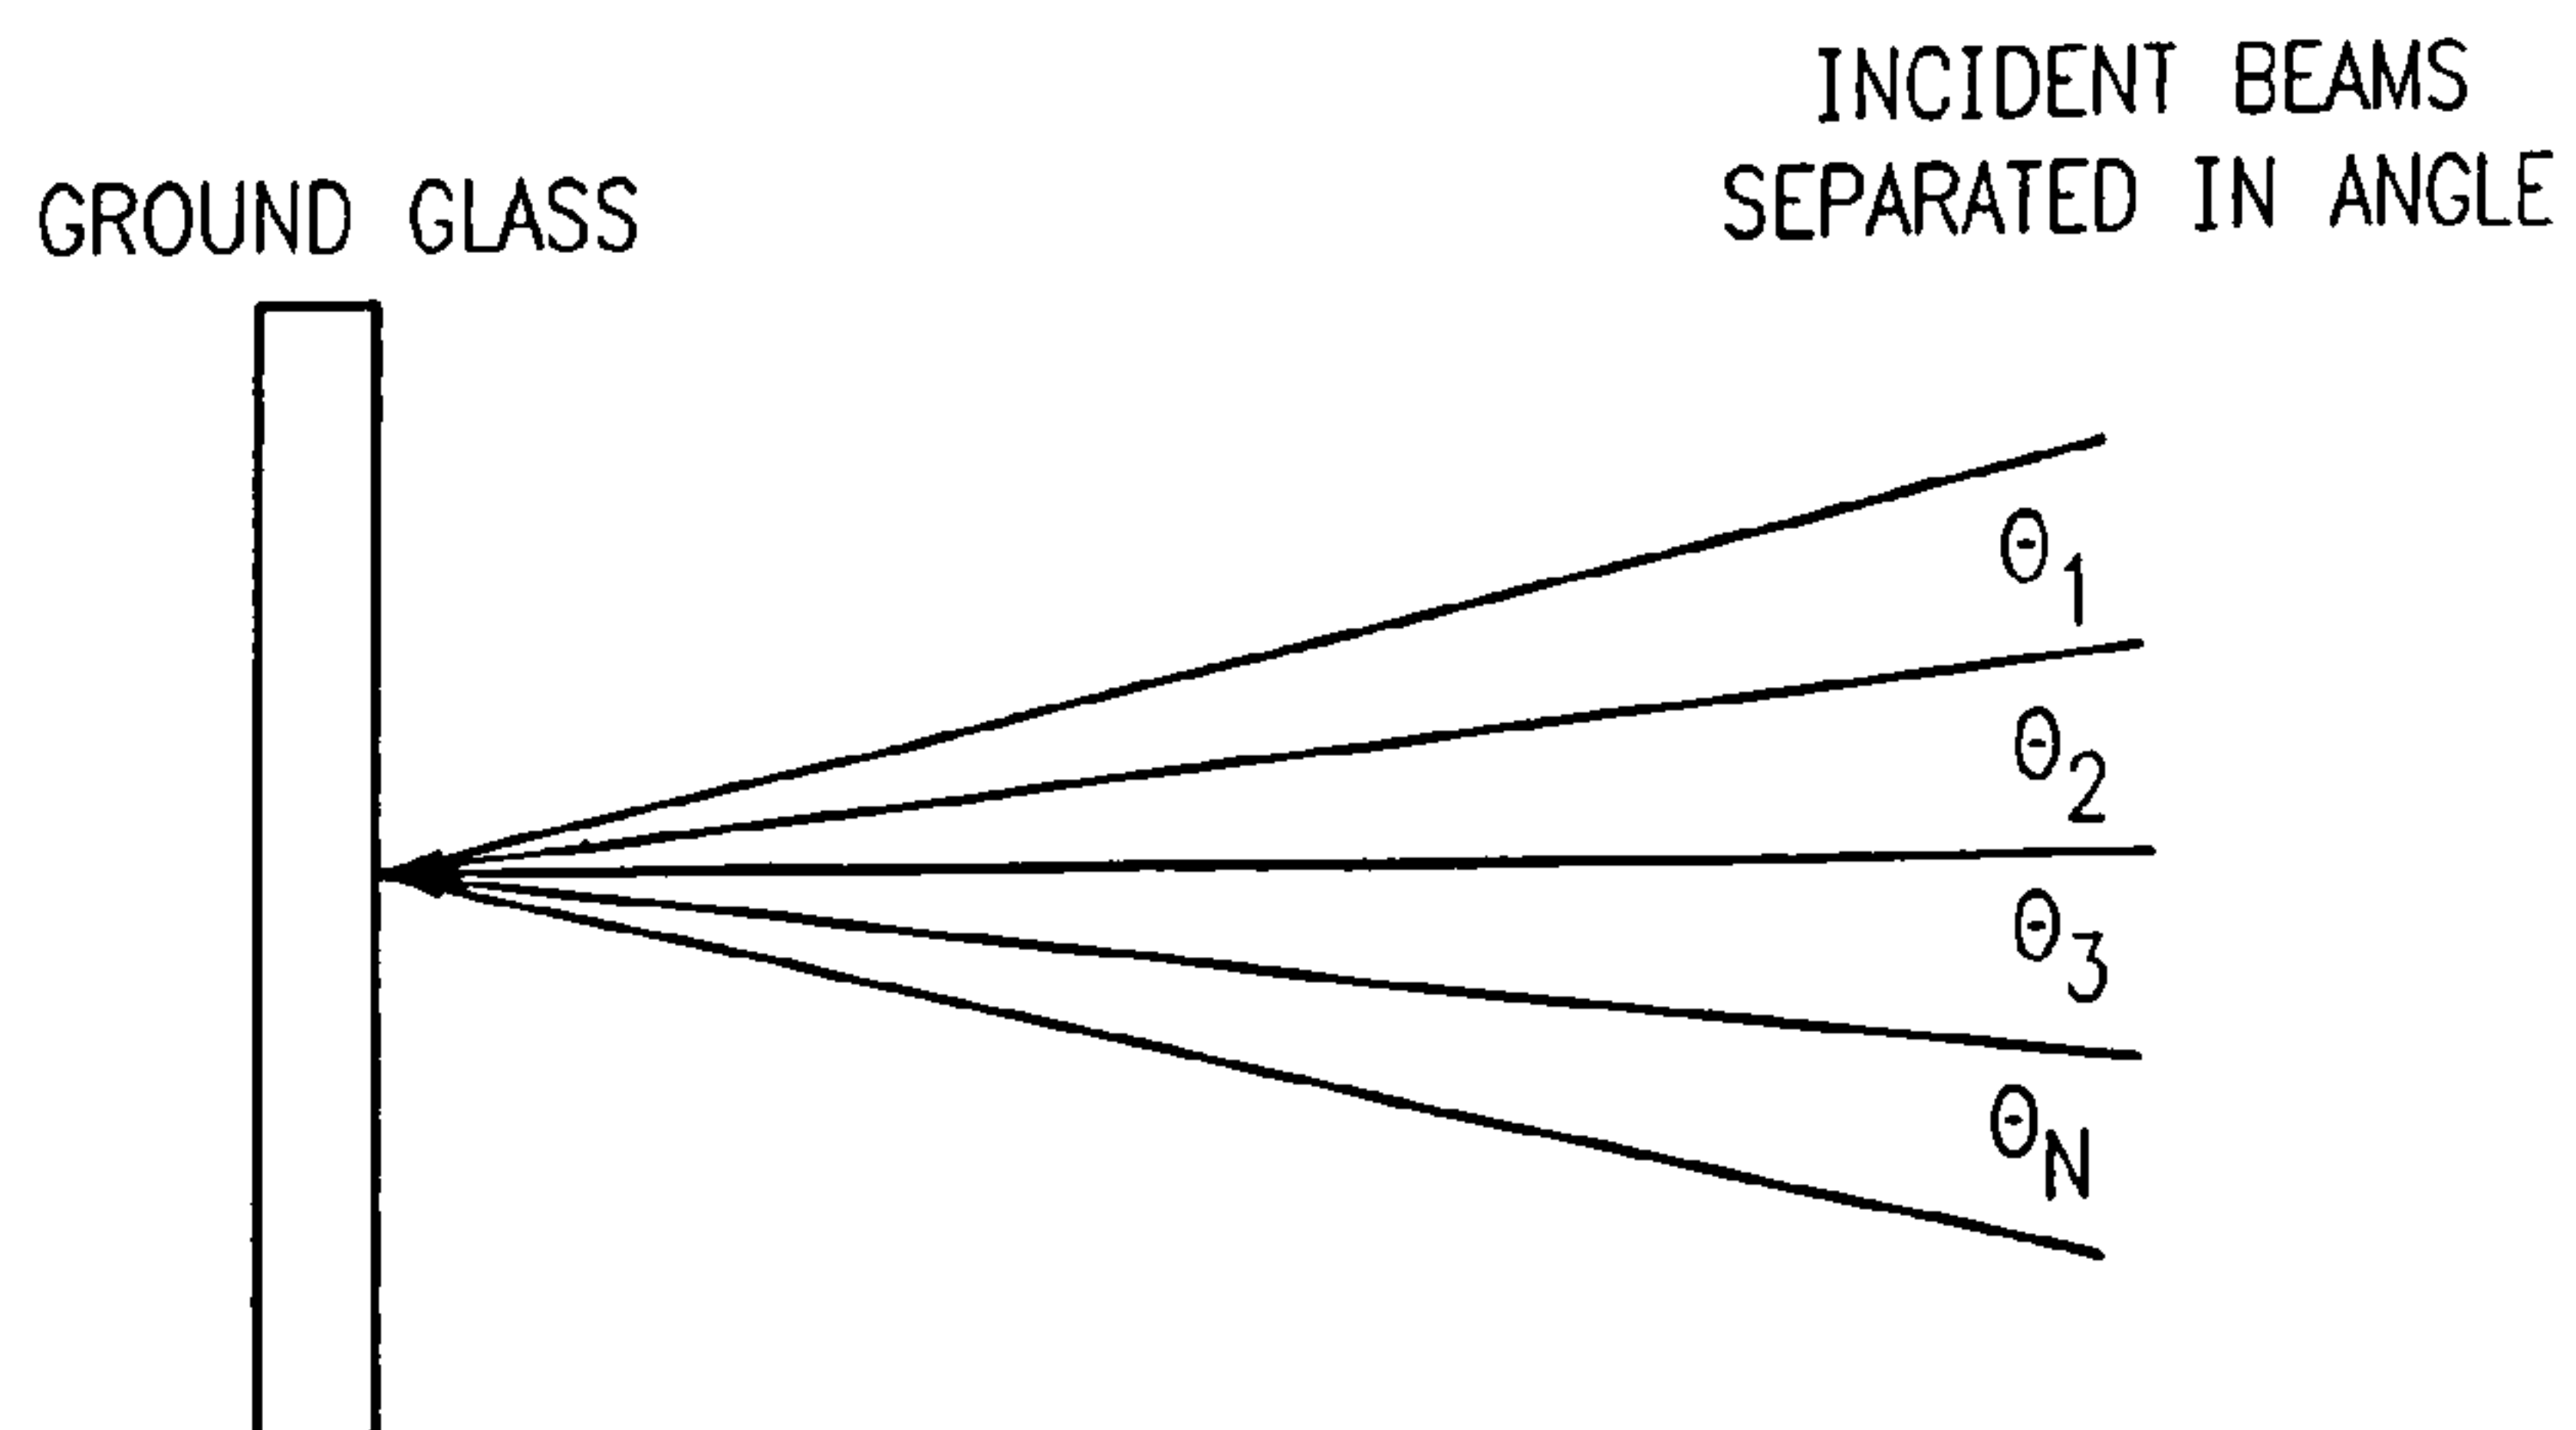 INCIDENT BEAMS
SEPARATED IN ANGLE
GROUND GLASS
Θ1
Θ2
Θ3
ΘN